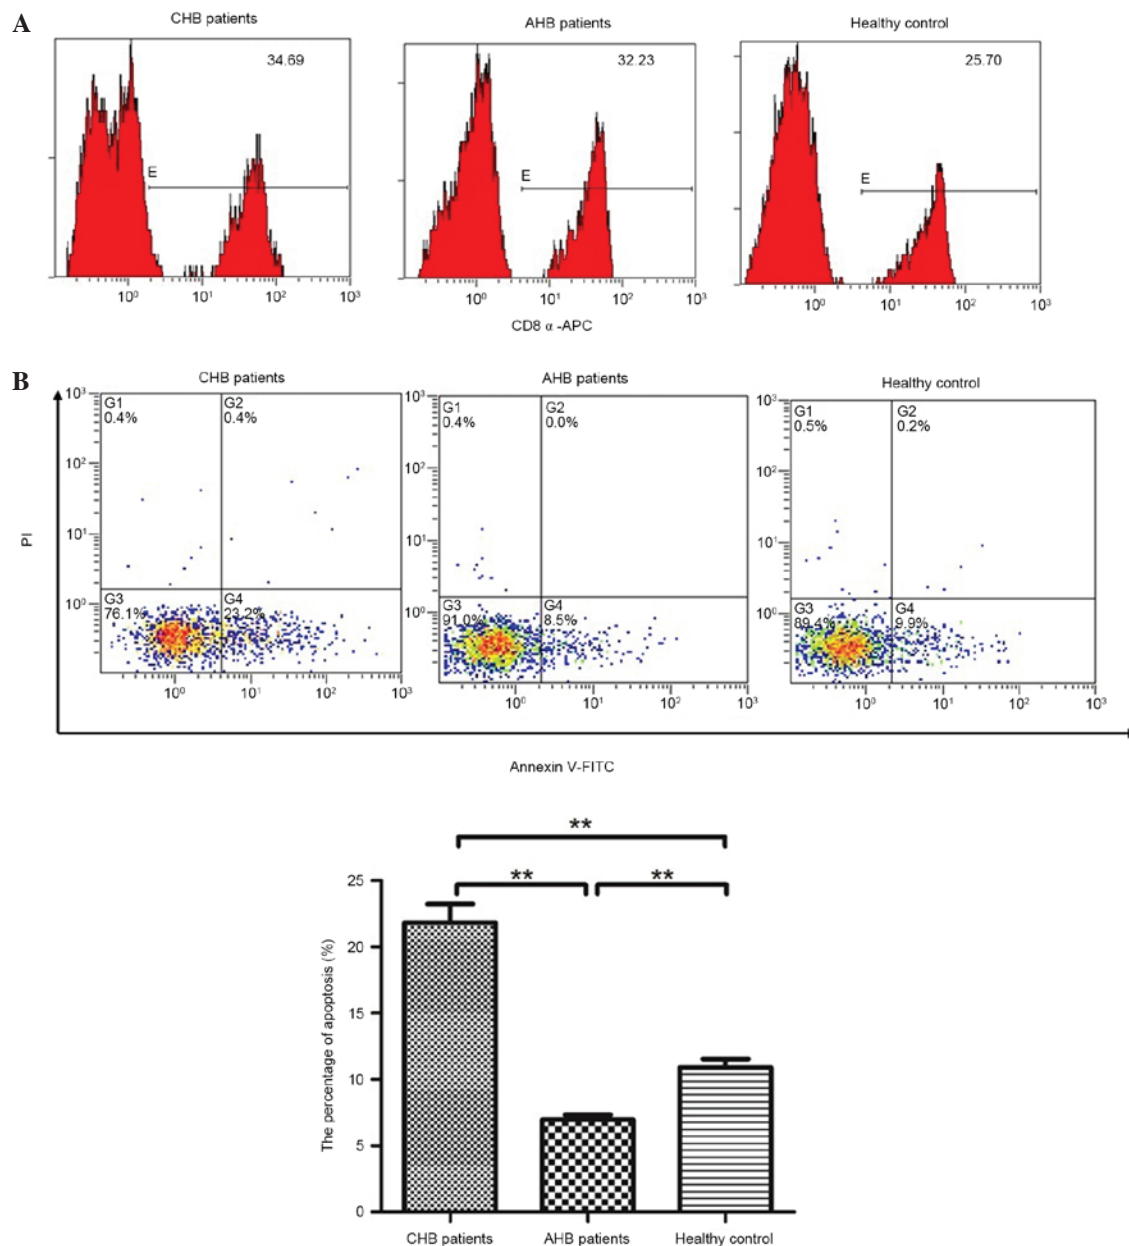 A
CHB patients
AHB patients
Healthy control
34.69
32.23
25.70
E
E
E
10⁰ 10¹ 10² 10³
10⁰ 10¹ 10² 10³
10⁰ 10¹ 10² 10³
CD8 α -APC
B
CHB patients
AHB patients
Healthy control
10³
10²
10¹
10⁰
G1
0.4%
G2
0.4%
G3
76.1%
G4
23.2%
10⁰ 10¹ 10² 10³
10³
10²
10¹
10⁰
G1
0.4%
G2
0.0%
G3
91.0%
G4
8.5%
10⁰ 10¹ 10² 10³
10³
10²
10¹
10⁰
G1
0.5%
G2
0.2%
G3
89.4%
G4
9.9%
10⁰ 10¹ 10² 10³
PI
Annexin V-FITC
**
**
**
25
20
15
10
5
0
The percentage of apoptosis (%)
CHB patients
AHB patients
Healthy control